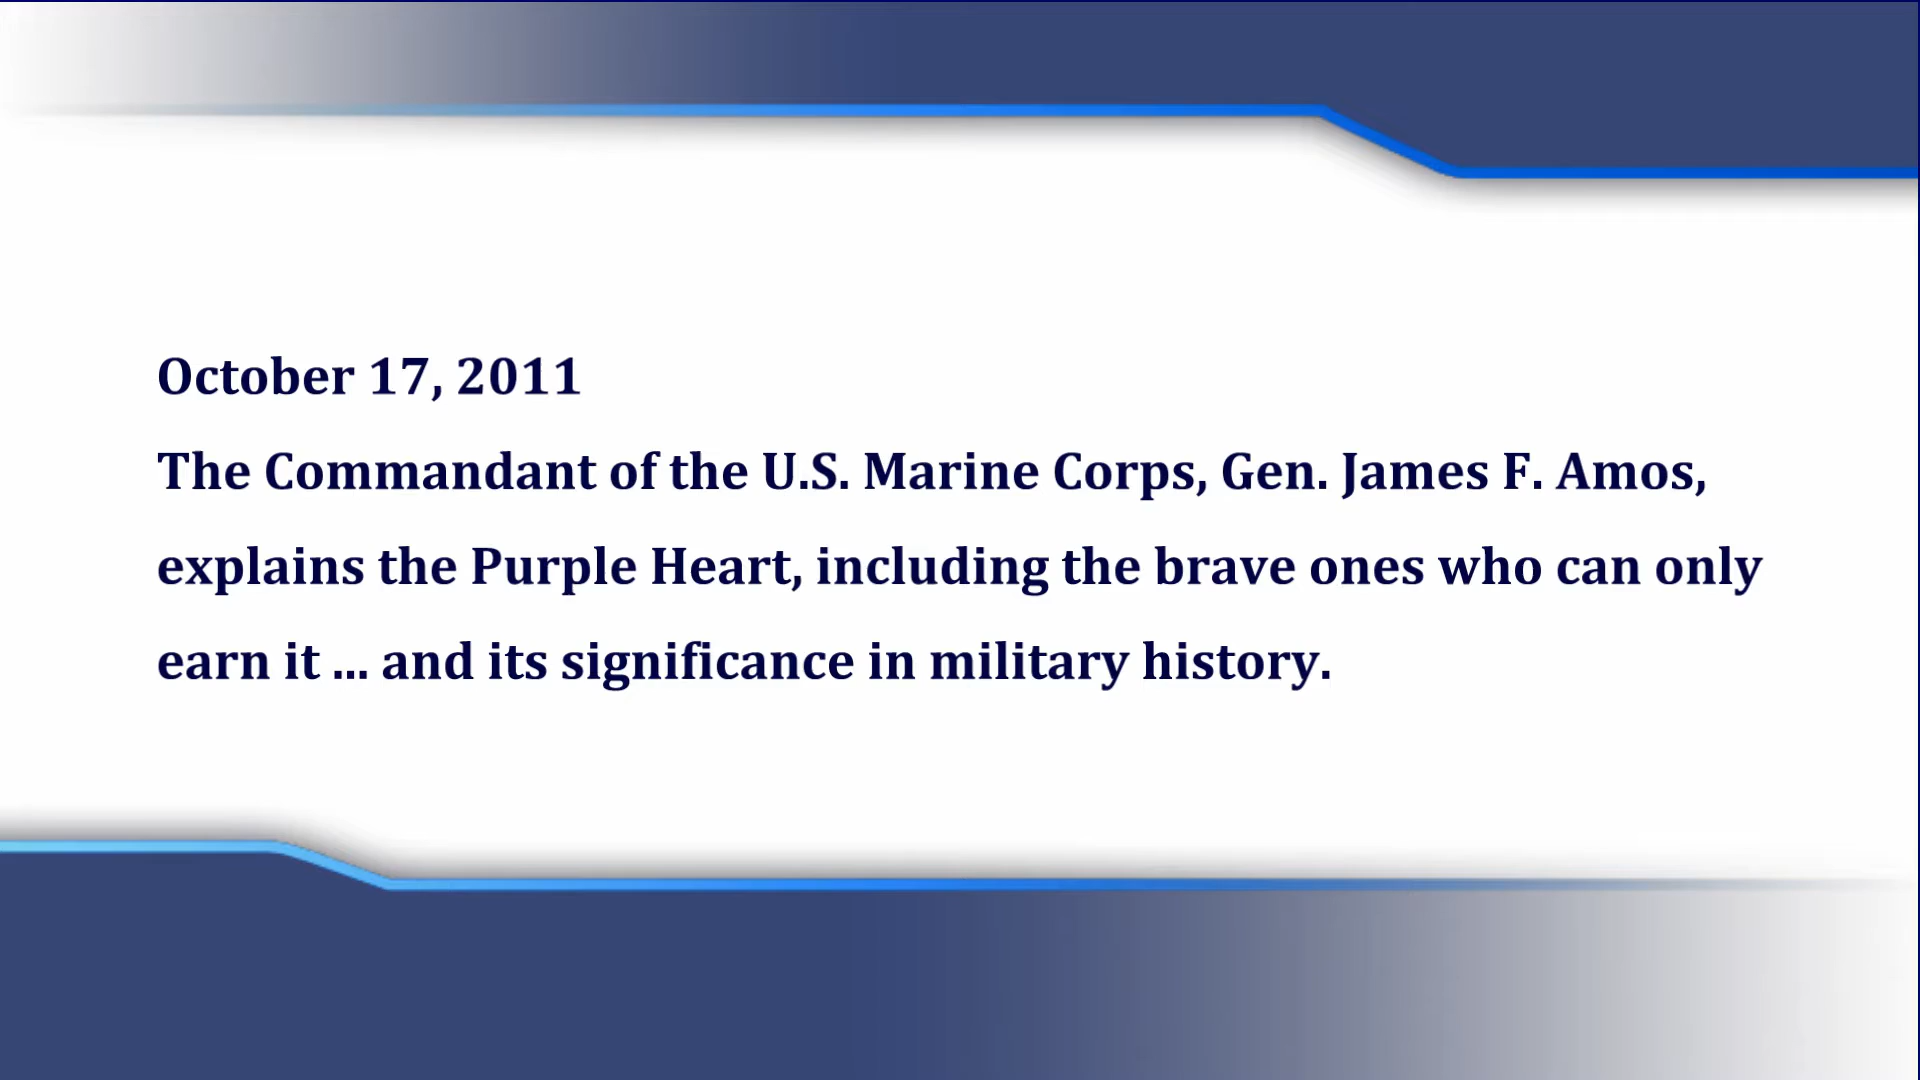 October 17, 2011
The Commandant of the U.S. Marine Corps, Gen. James F. Amos,
explains the Purple Heart, including the brave ones who can only
earn it ... and its significance in military history.